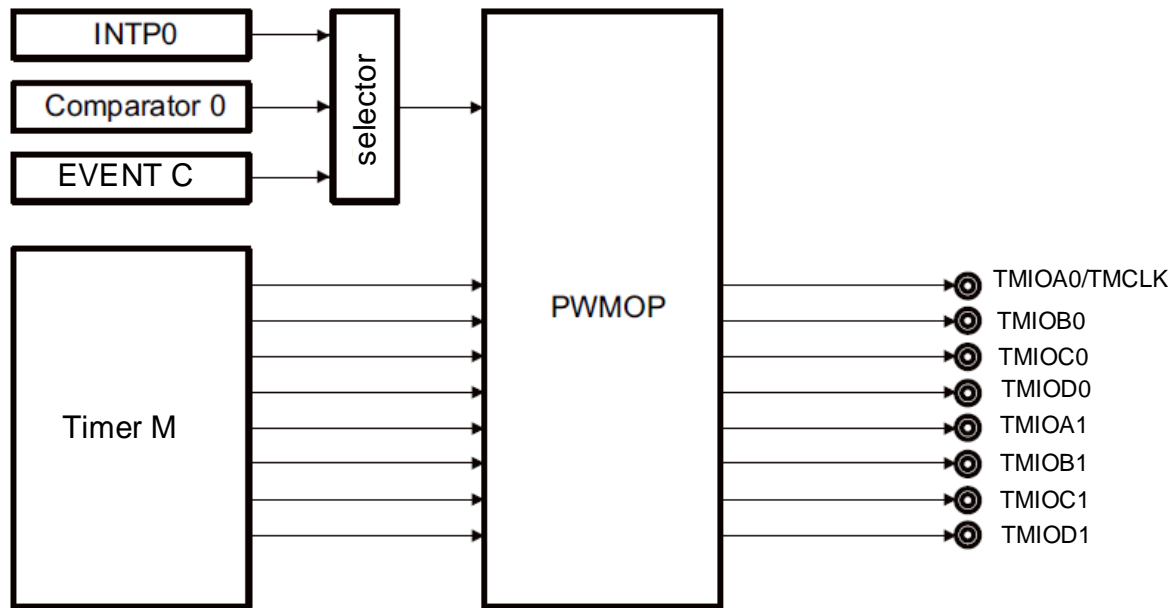 INTP0
Comparator 0
EVENT C
selector
Timer M
PWMOP
TMIOA0/TMCLK
TMIOB0
TMIOC0
TMIOD0
TMIOA1
TMIOB1
TMIOC1
TMIOD1